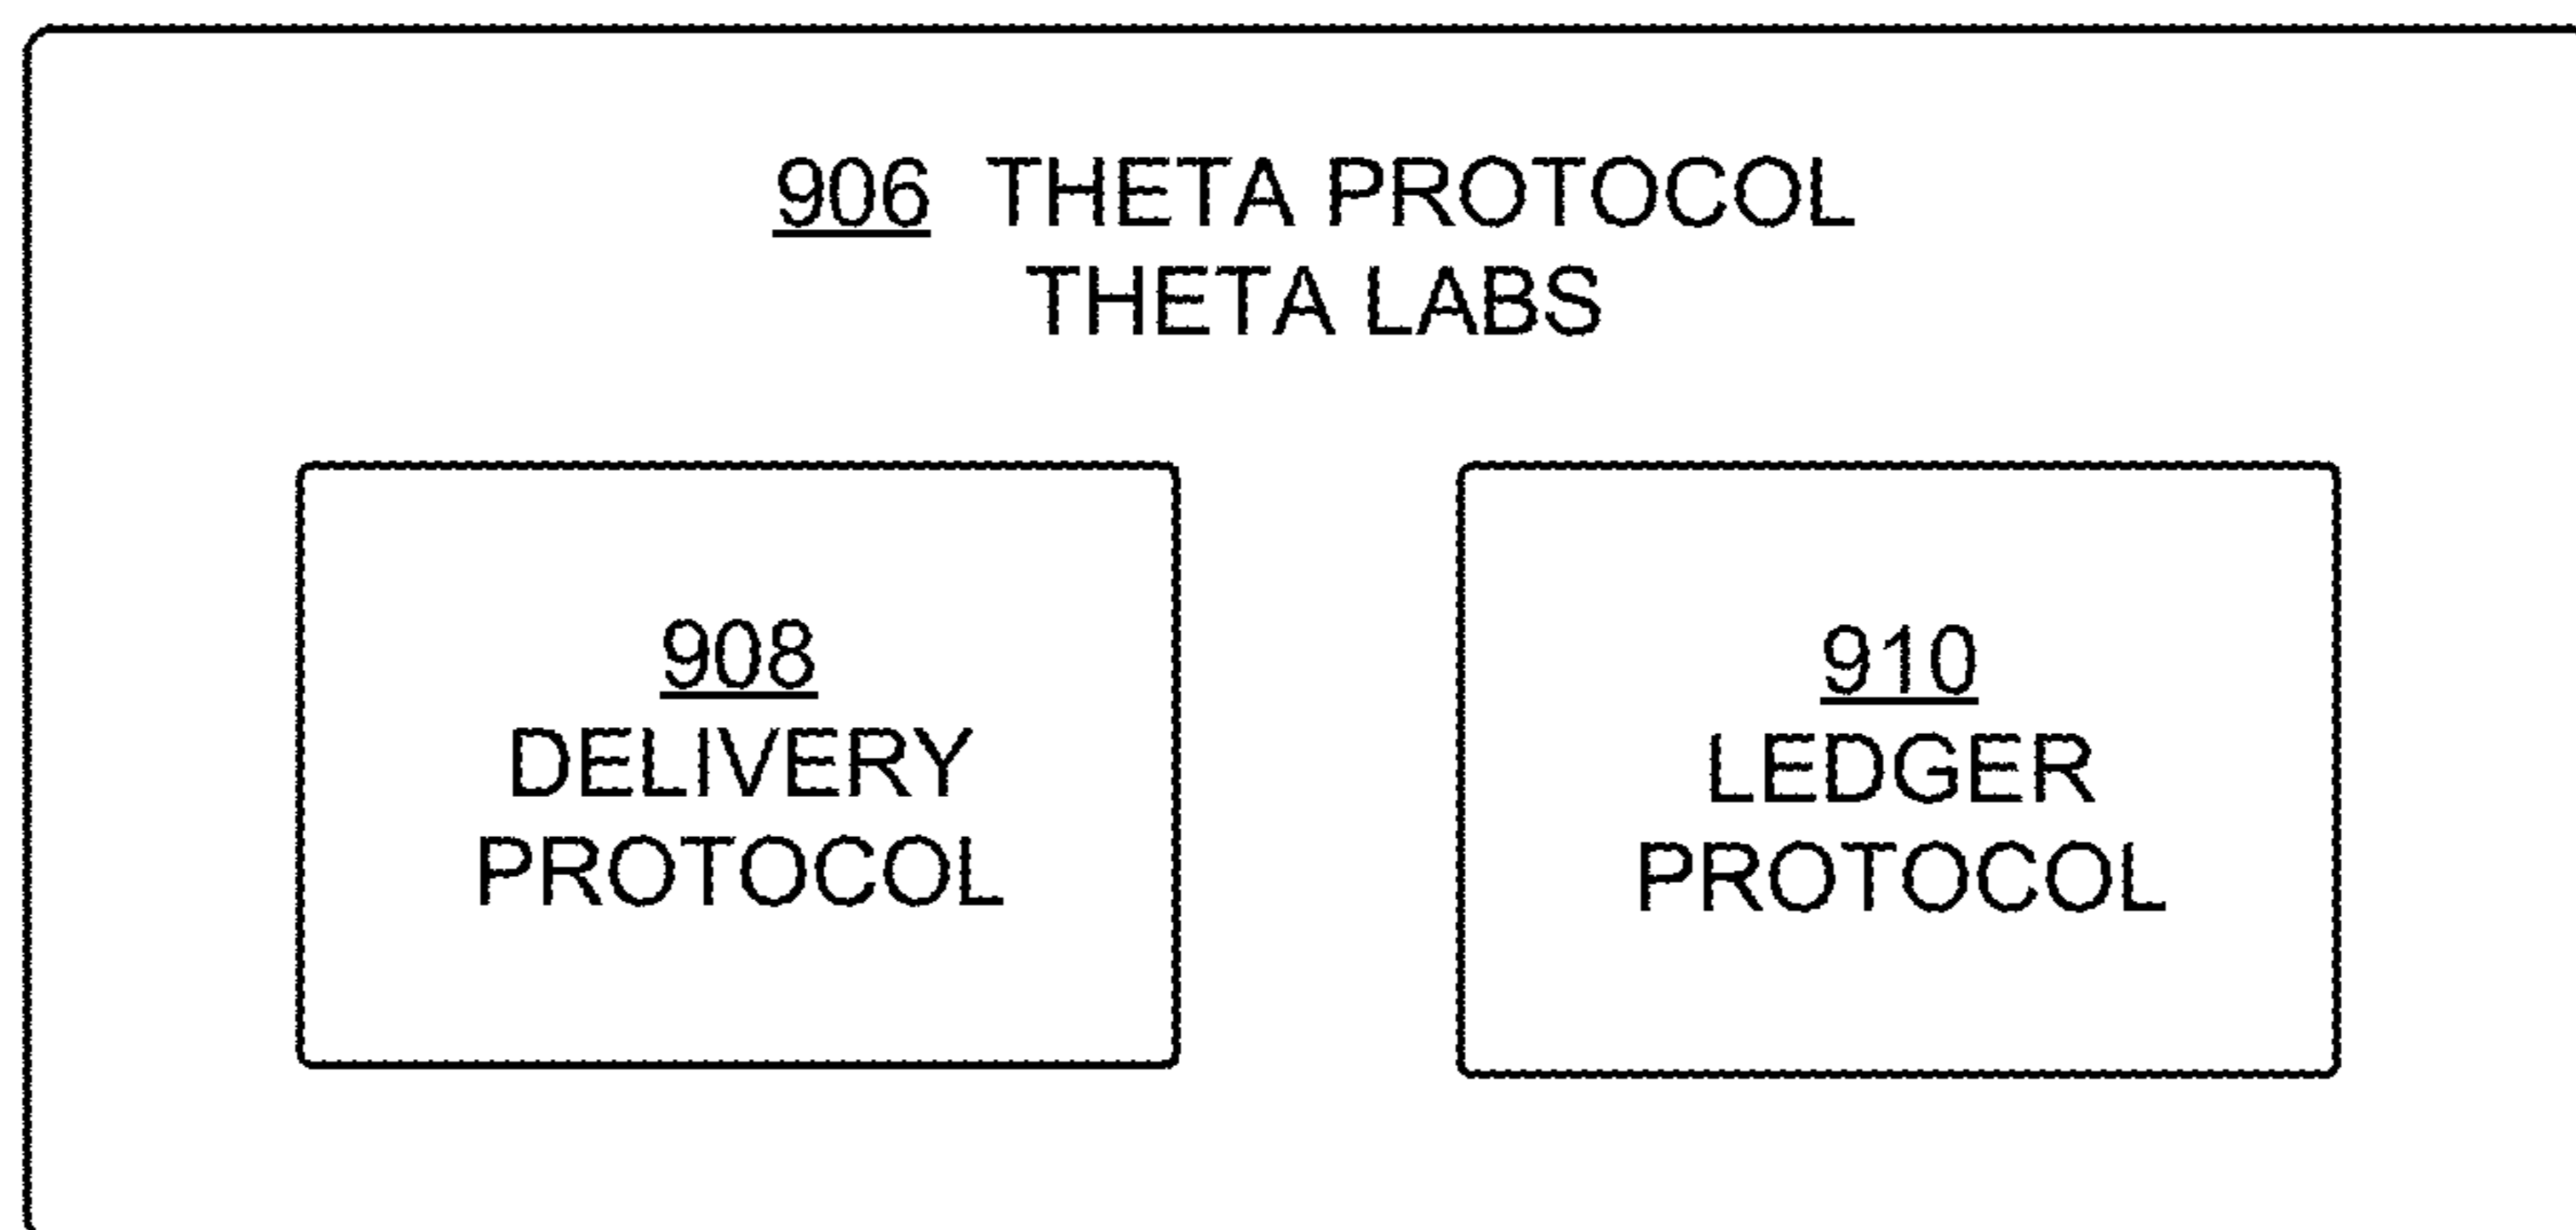 906 THETA PROTOCOL
THETA LABS
908
DELIVERY
PROTOCOL
910
LEDGER
PROTOCOL